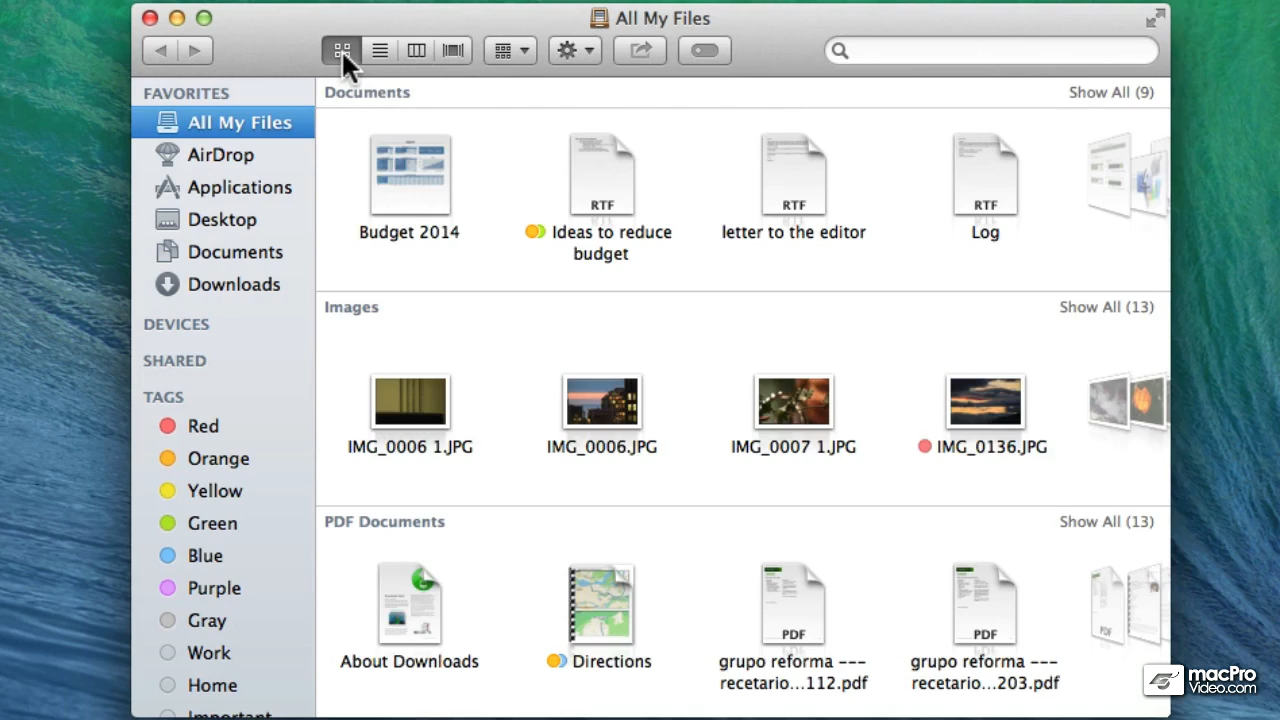 All My Files
FAVORITES
All My Files
AirDrop
Applications
Desktop
Documents
Downloads
DEVICES
SHARED
TAGS
Red
Orange
Yellow
Green
Blue
Purple
Gray
Work
Home
Important
Documents
Show All (9)
RTF
RTF
RTF
Budget 2014
Ideas to reduce
budget
letter to the editor
Log
Images
Show All (13)
IMG_0006 1.JPG
IMG_0006.JPG
IMG_0007 1.JPG
IMG_0136.JPG
PDF Documents
Show All (13)
PDF
PDF
PDF
About Downloads
Directions
grupo reforma ---
recetario...112.pdf
grupo reforma ---
recetario...203.pdf
macPro
Video.com